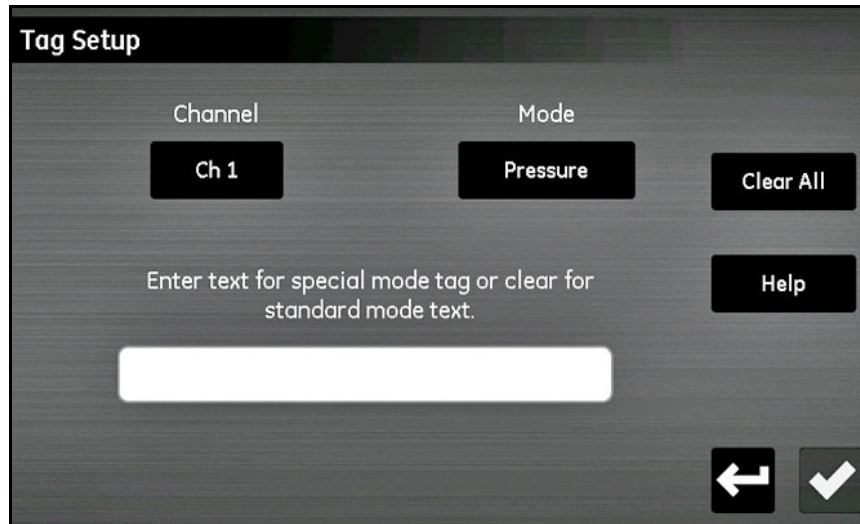 Tag Setup
Channel
Mode
Ch 1
Pressure
Clear All
Enter text for special mode tag or clear for
standard mode text.
Help